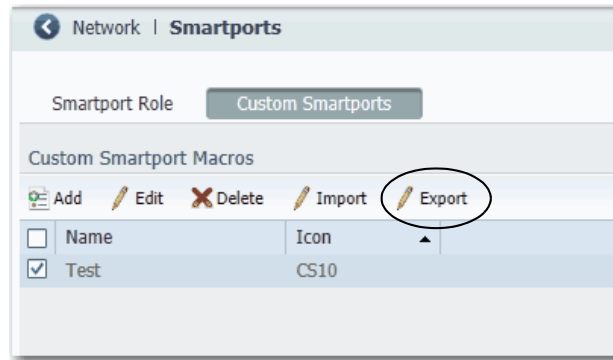 Network | Smartports
Smartport Role Custom Smartports
Custom Smartport Macros
Add Edit Delete Import Export
Name Icon
Test CS10